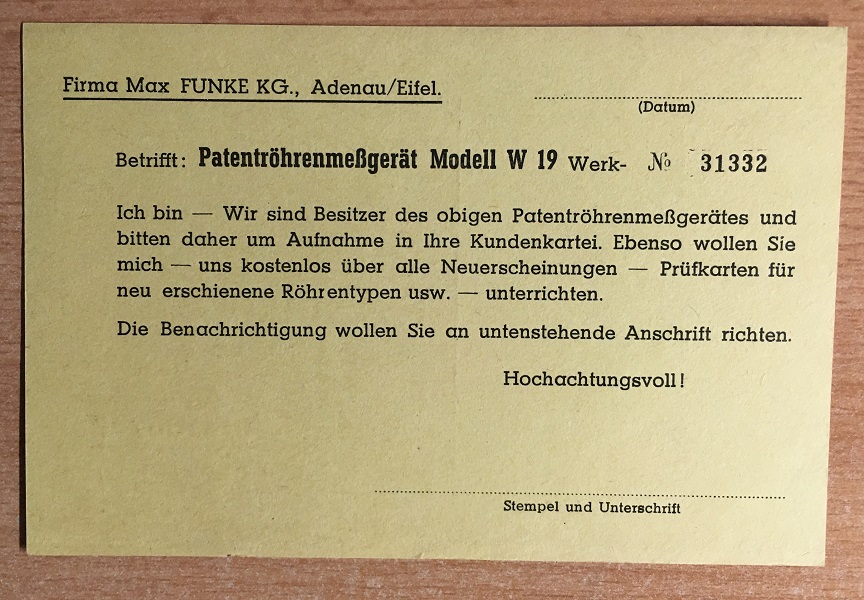 Firma Max FUNKE KG., Adenau/Eifel.
(Datum)
Betrifft: Patentröhrenmeßgerät Modell W 19 Werk- № 31332
Ich bin — Wir sind Besitzer des obigen Patentröhrenmeßgerätes und
bitten daher um Aufnahme in Ihre Kundenkartei. Ebenso wollen Sie
mich — uns kostenlos über alle Neuerscheinungen — Prüfkarten für
neu erschienene Röhrentypen usw. — unterrichten.
Die Benachrichtigung wollen Sie an untenstehende Anschrift richten.
Hochachtungsvoll!
Stempel und Unterschrift